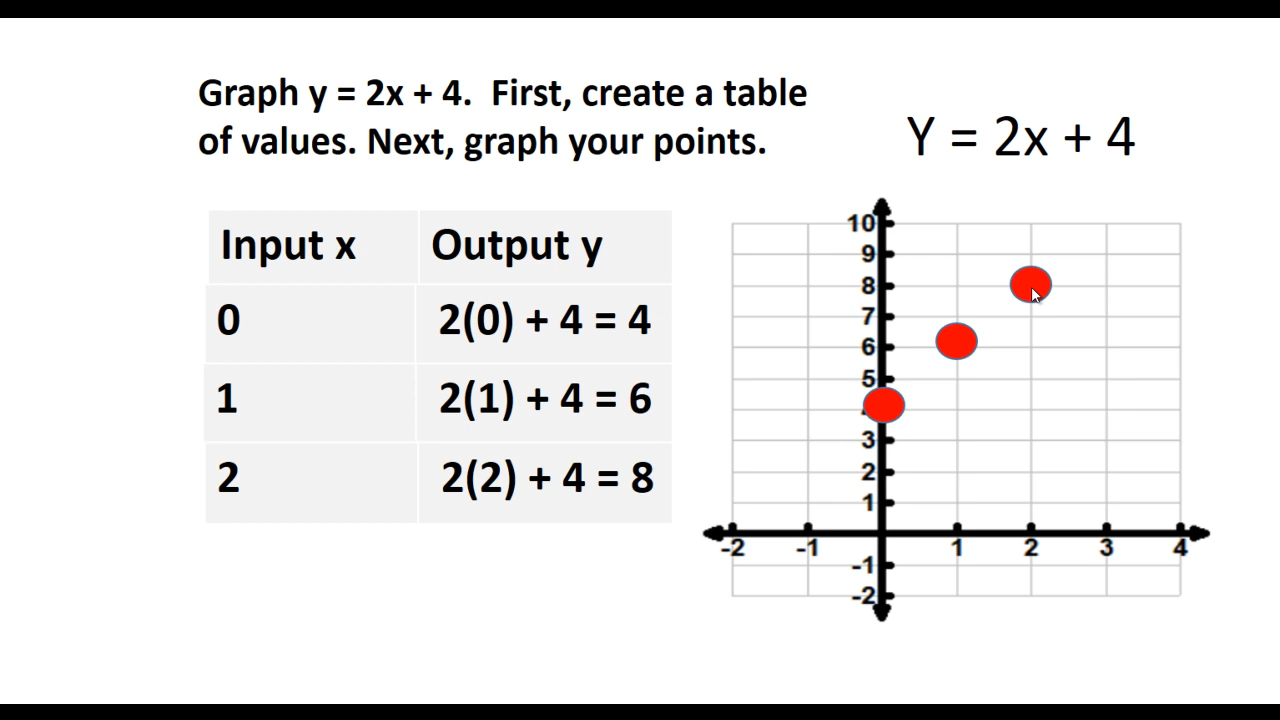 Graph y = 2x + 4.  First, create a table
of values. Next, graph your points.
Y = 2x + 4
Input x Output y
0 2(0) + 4 = 4
1 2(1) + 4 = 6
2 2(2) + 4 = 8
10
9
8
7
6
5
3
2
1
-2 -1 1 2 3 4
-1
-2